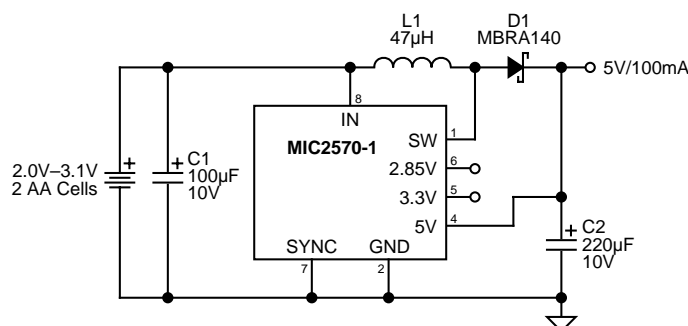 L1
47µH
D1
MBRA140
5V/100mA
8
IN
MIC2570-1
SW
1
2.85V
6
3.3V
5
5V
4
2.0V–3.1V
2 AA Cells
+
+
C1
100µF
10V
SYNC
GND
7
2
+
C2
220µF
10V